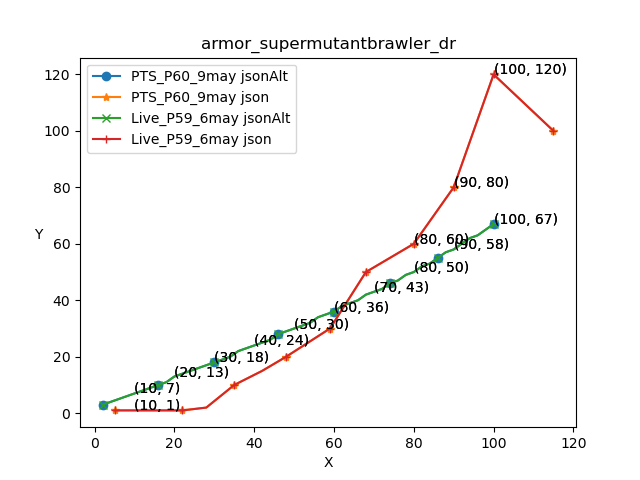 armor_supermutantbrawler_dr
PTS_P60_9may jsonAlt
PTS_P60_9may json
Live_P59_6may jsonAlt
Live_P59_6may json
Y
120
100
80
60
40
20
0
(100, 120)
(90, 80)
(100, 67)
(80, 60)
(90, 58)
(80, 50)
(70, 43)
(60, 36)
(50, 30)
(40, 24)
(30, 18)
(20, 13)
(10, 7)
(10, 1)
0 20 40 60 80 100 120
X